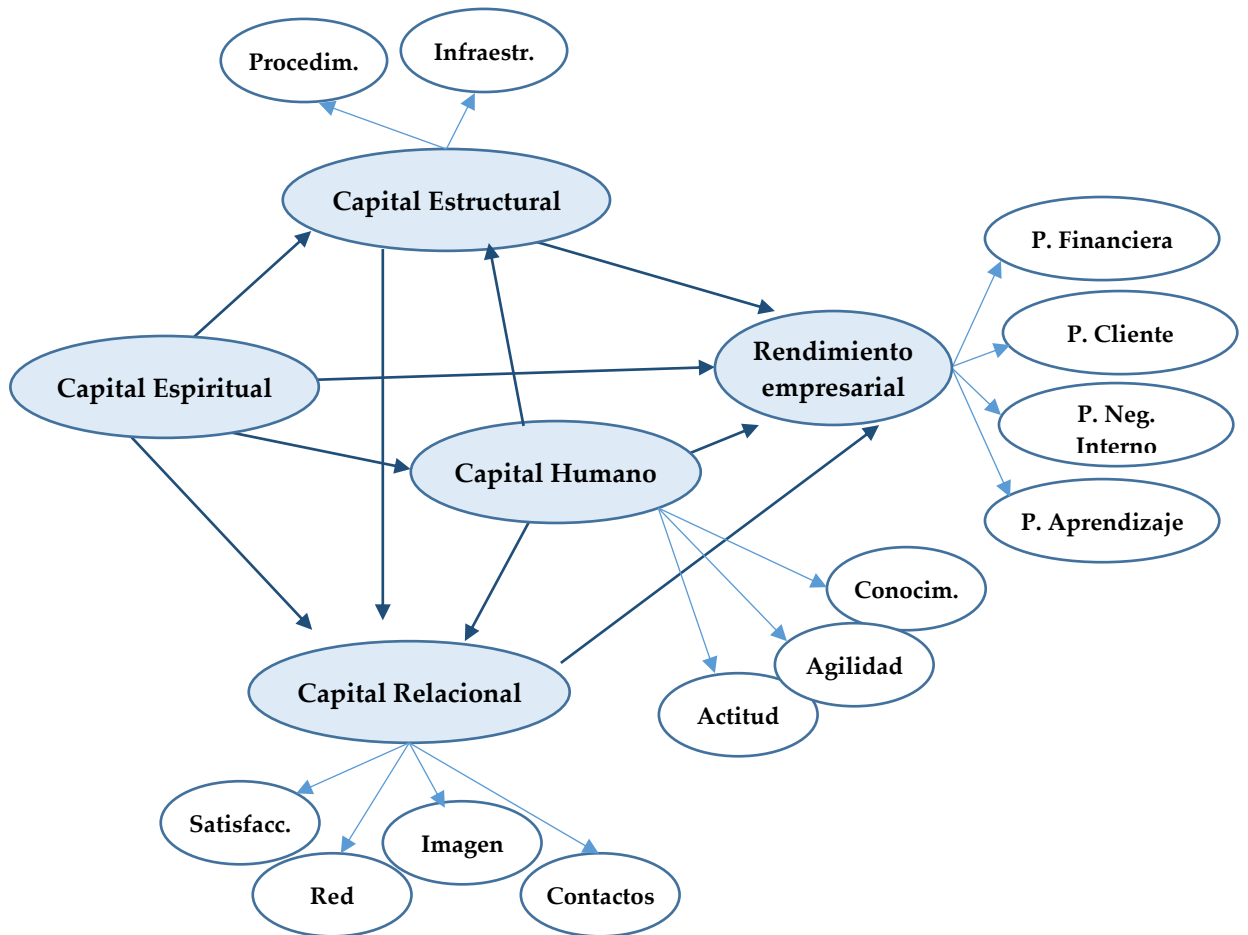 Infraestr.
Procedim.
Capital Estructural
P. Financiera
P. Cliente
Rendimiento
empresarial
Capital Espiritual
P. Neg.
Interno
Capital Humano
P. Aprendizaje
Conocim.
Agilidad
Actitud
Capital Relacional
Satisfacc.
Imagen
Red
Contactos